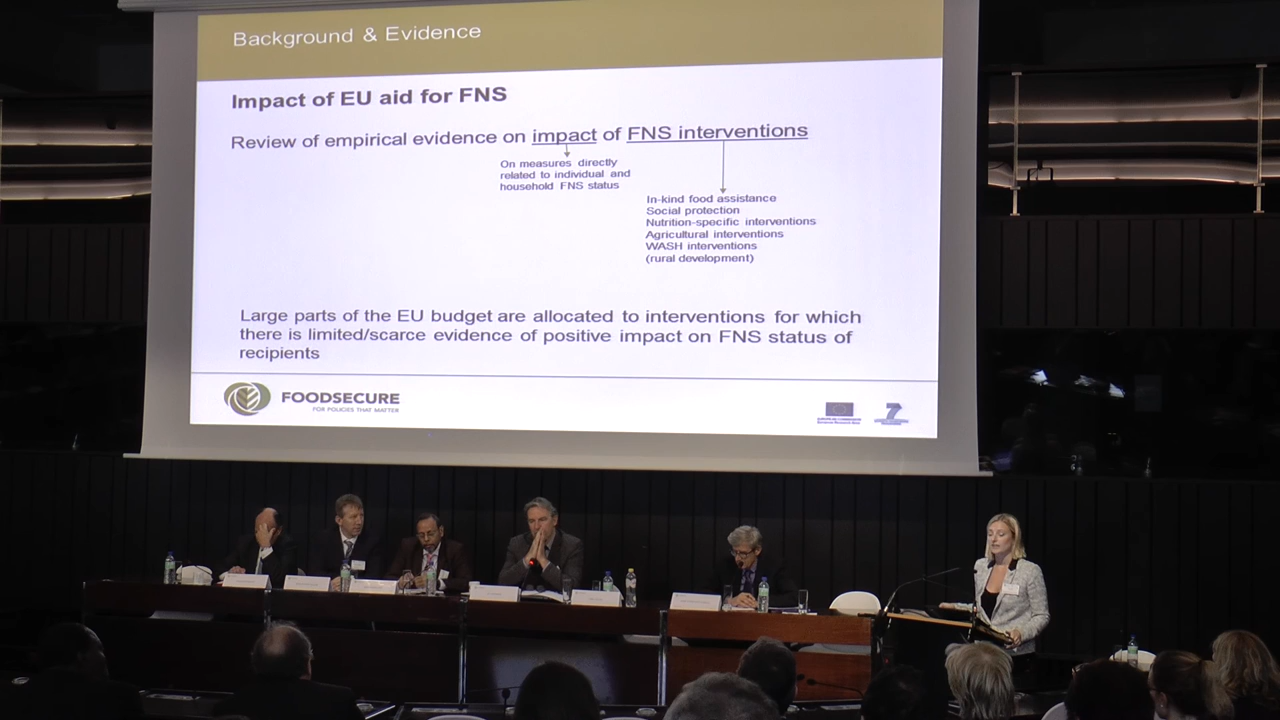 Background & Evidence
Impact of EU aid for FNS
Review of empirical evidence on impact of FNS interventions
On measures directly
related to individual and
household FNS status
In-kind food assistance
Social protection
Nutrition-specific interventions
Agricultural interventions
WASH interventions
(rural development)
Large parts of the EU budget are allocated to interventions for which
there is limited/scarce evidence of positive impact on FNS status of
recipients
FOODSECURE
FOR POLICIES THAT MATTER
7